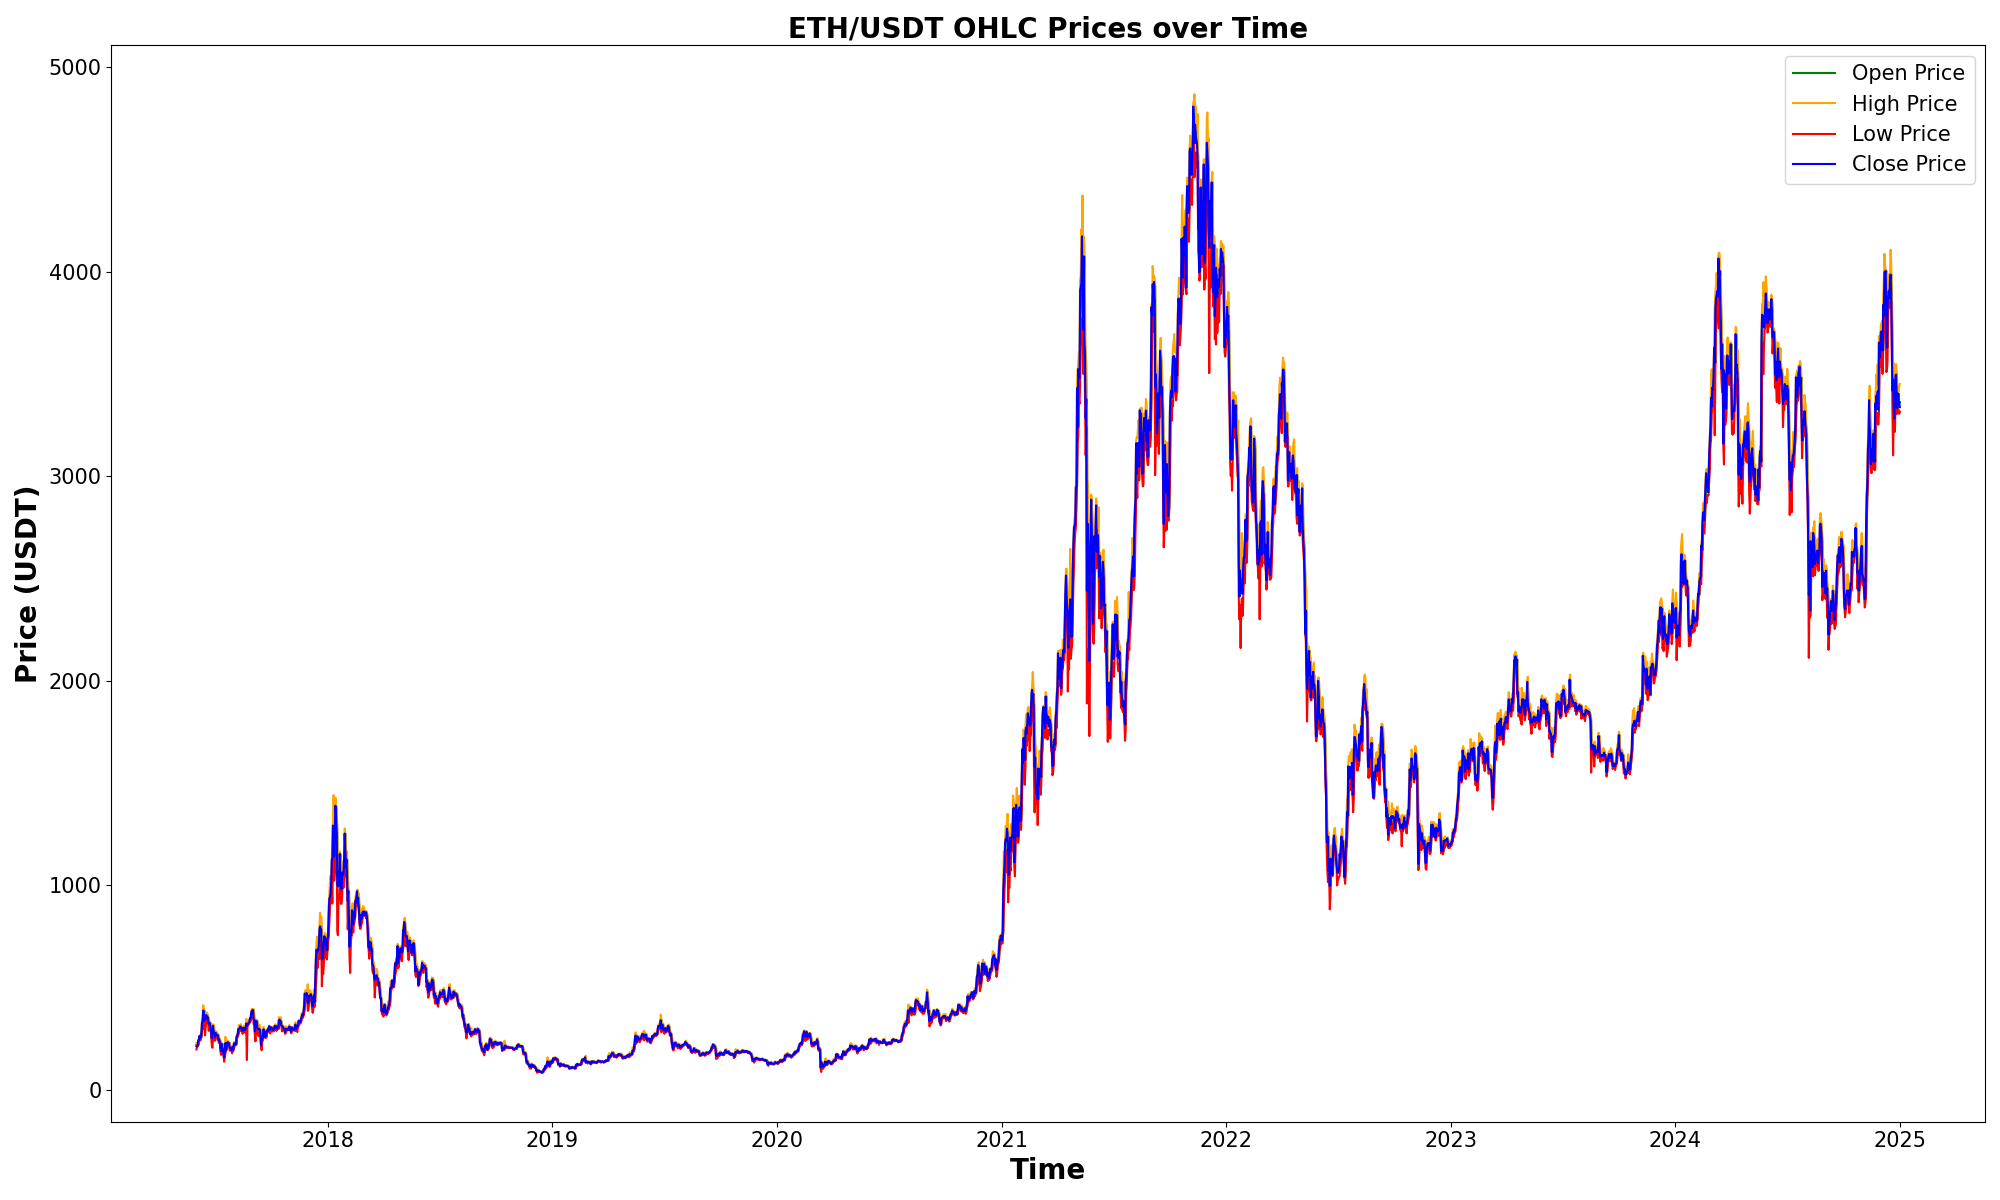 ETH/USDT OHLC Prices over Time
Open Price
High Price
Low Price
Close Price
Price (USDT)
5000
4000
3000
2000
1000
0
2018
2019
2020
2021
2022
2023
2024
2025
Time